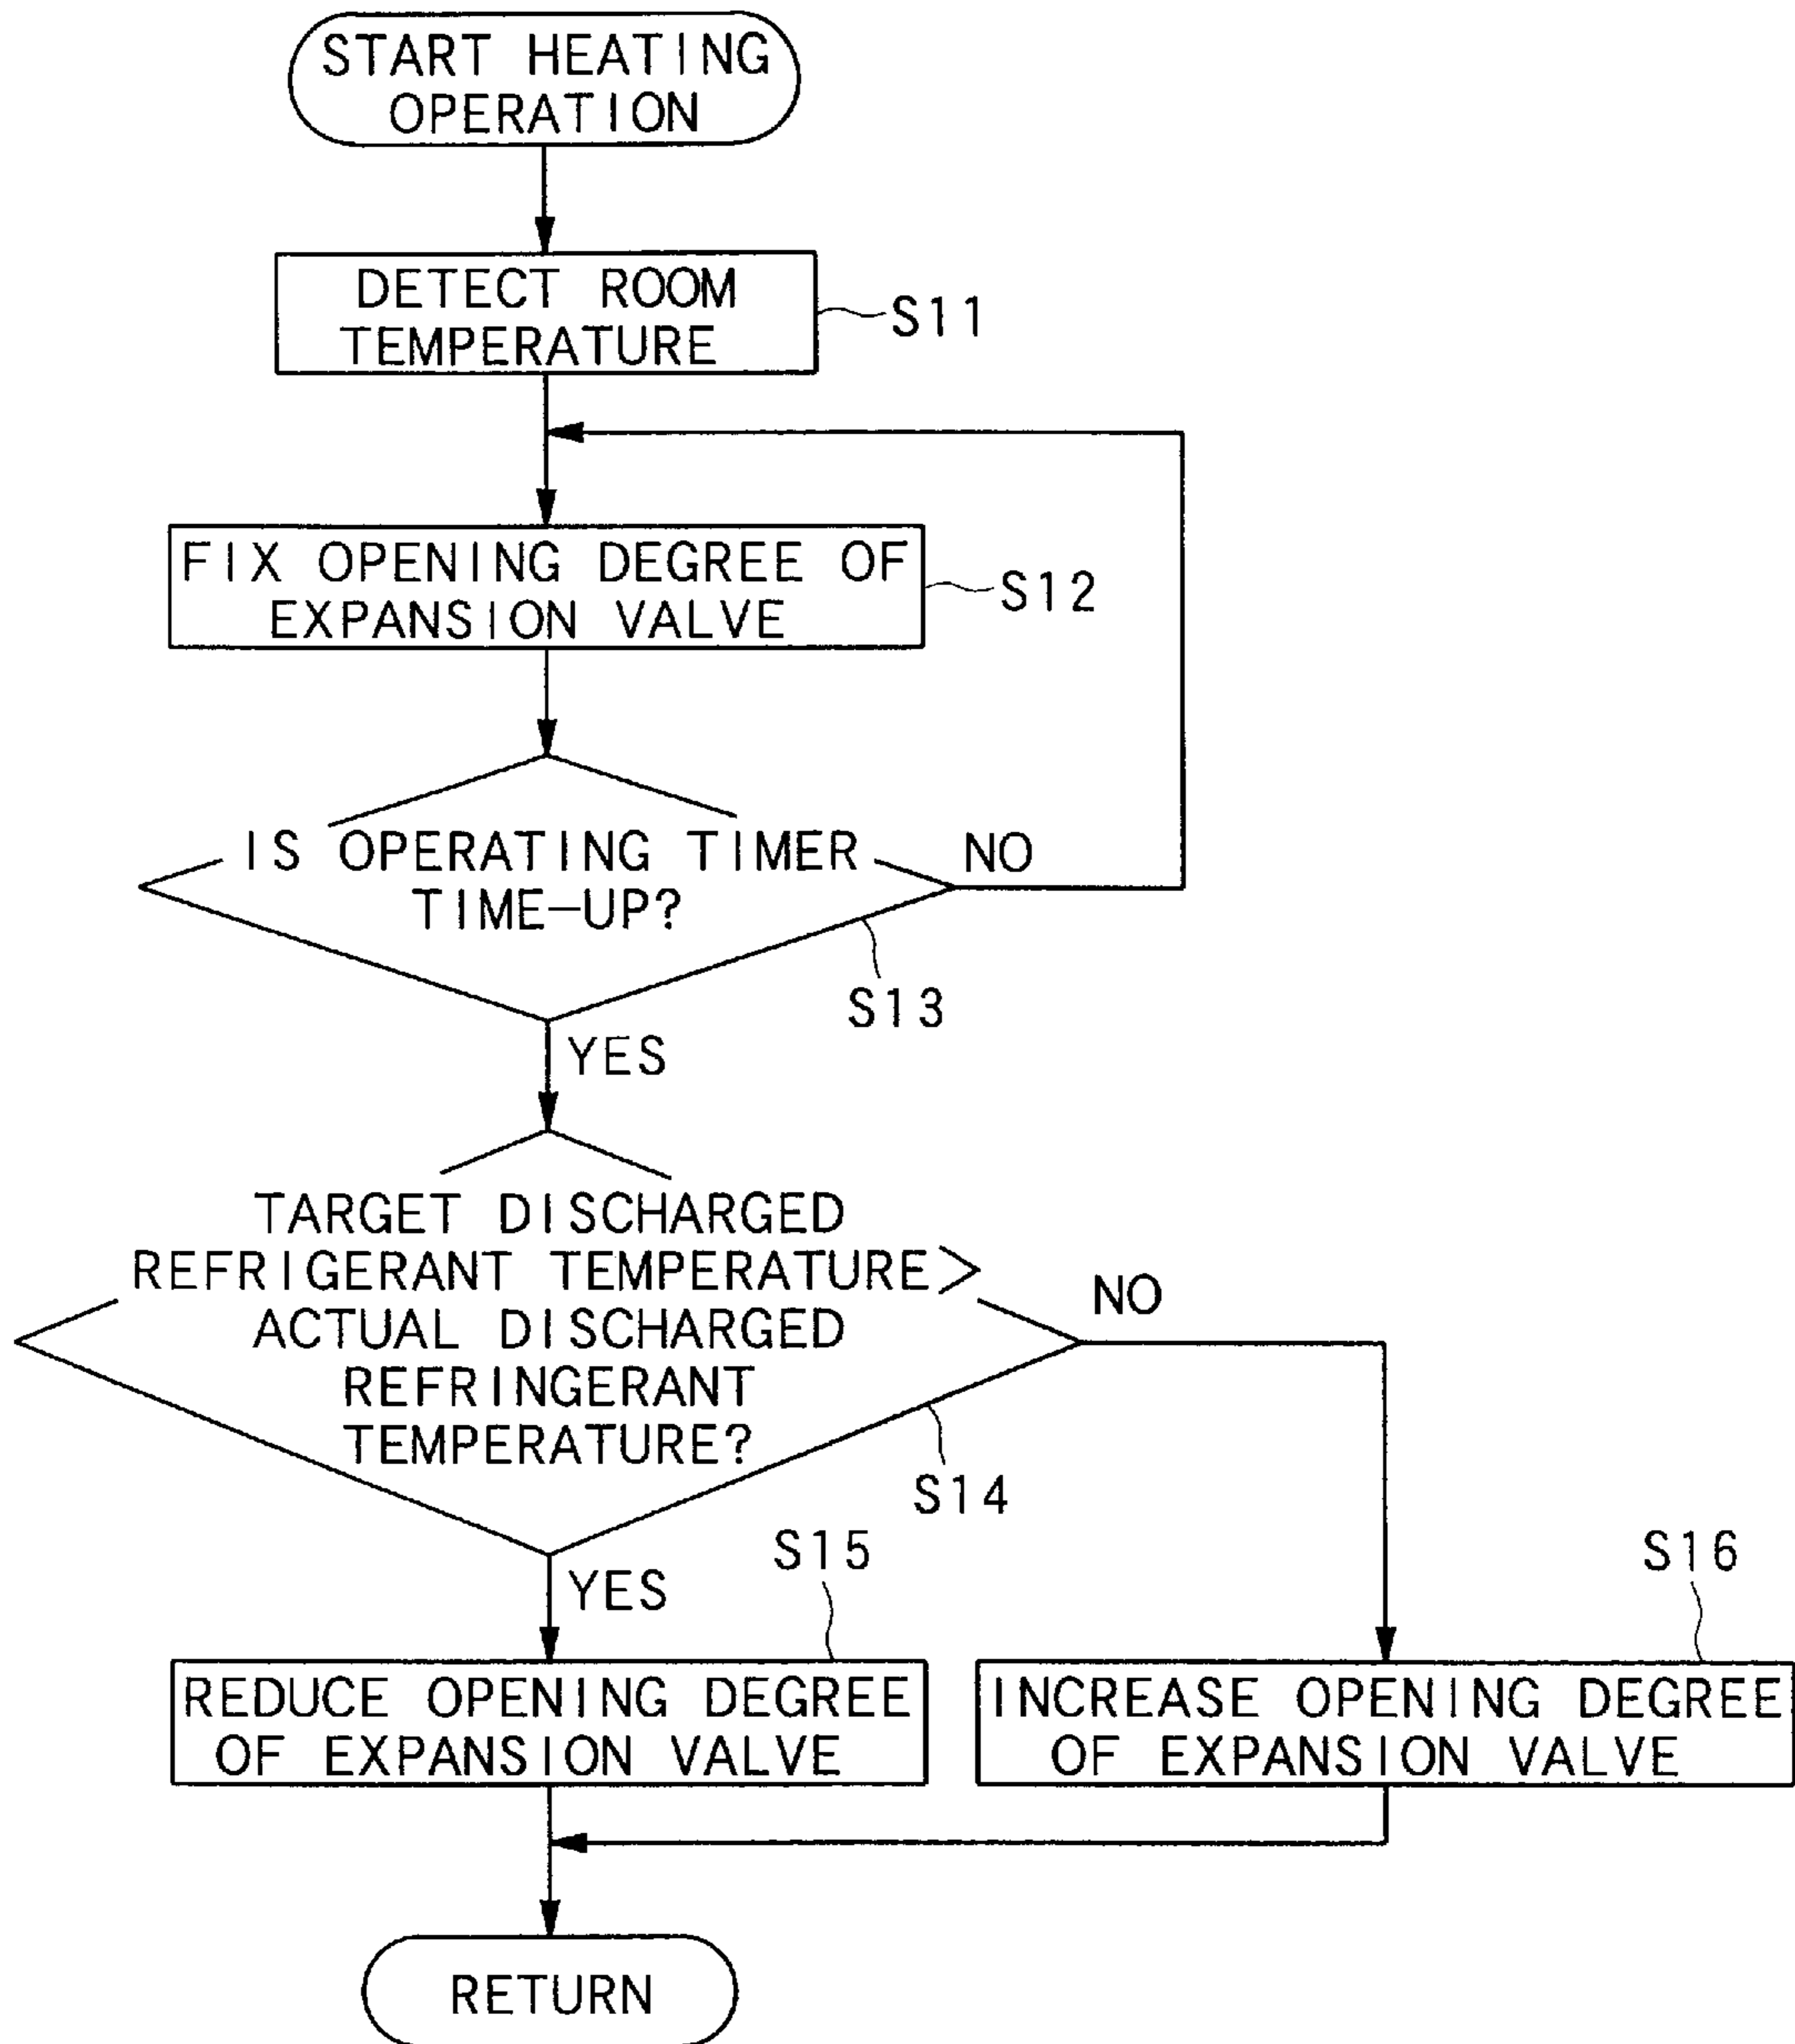 START HEATING
OPERATION
DETECT ROOM
TEMPERATURE
S11
FIX OPENING DEGREE OF
EXPANSION VALVE
S12
IS OPERATING TIMER
TIME-UP?
NO
S13
YES
TARGET DISCHARGED
REFRIGERANT TEMPERATURE>
ACTUAL DISCHARGED
REFRINGERANT
TEMPERATURE?
NO
S14
YES
S15
S16
REDUCE OPENING DEGREE
OF EXPANSION VALVE
INCREASE OPENING DEGREE
OF EXPANSION VALVE
RETURN